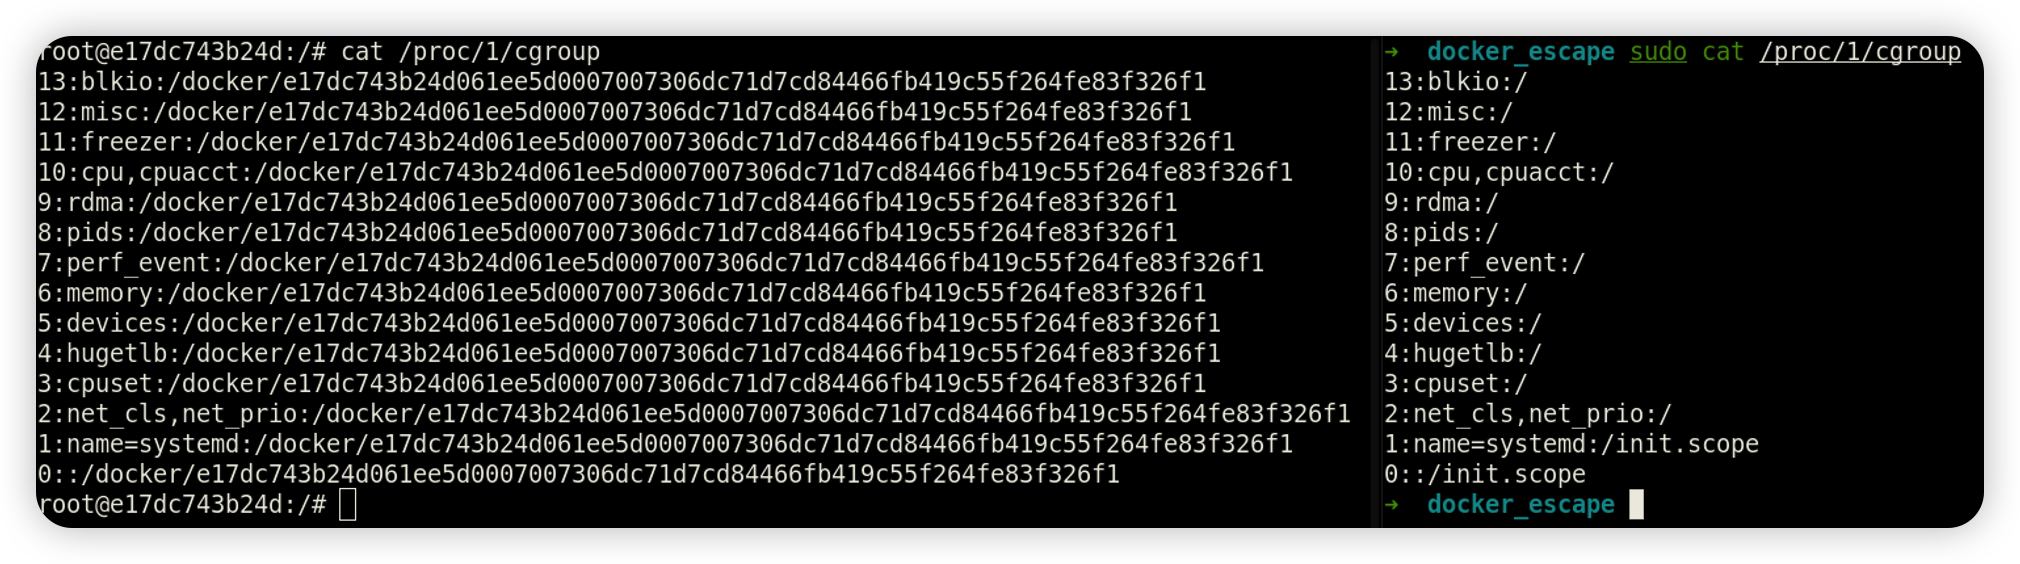 root@e17dc743b24d:/# cat /proc/1/cgroup
13:blkio:/docker/e17dc743b24d061ee5d0007007306dc71d7cd84466fb419c55f264fe83f326f1
12:misc:/docker/e17dc743b24d061ee5d0007007306dc71d7cd84466fb419c55f264fe83f326f1
11:freezer:/docker/e17dc743b24d061ee5d0007007306dc71d7cd84466fb419c55f264fe83f326f1
10:cpu,cpuacct:/docker/e17dc743b24d061ee5d0007007306dc71d7cd84466fb419c55f264fe83f326f1
9:rdma:/docker/e17dc743b24d061ee5d0007007306dc71d7cd84466fb419c55f264fe83f326f1
8:pids:/docker/e17dc743b24d061ee5d0007007306dc71d7cd84466fb419c55f264fe83f326f1
7:perf_event:/docker/e17dc743b24d061ee5d0007007306dc71d7cd84466fb419c55f264fe83f326f1
6:memory:/docker/e17dc743b24d061ee5d0007007306dc71d7cd84466fb419c55f264fe83f326f1
5:devices:/docker/e17dc743b24d061ee5d0007007306dc71d7cd84466fb419c55f264fe83f326f1
4:hugetlb:/docker/e17dc743b24d061ee5d0007007306dc71d7cd84466fb419c55f264fe83f326f1
3:cpuset:/docker/e17dc743b24d061ee5d0007007306dc71d7cd84466fb419c55f264fe83f326f1
2:net_cls,net_prio:/docker/e17dc743b24d061ee5d0007007306dc71d7cd84466fb419c55f264fe83f326f1
1:name=systemd:/docker/e17dc743b24d061ee5d0007007306dc71d7cd84466fb419c55f264fe83f326f1
0::/docker/e17dc743b24d061ee5d0007007306dc71d7cd84466fb419c55f264fe83f326f1
root@e17dc743b24d:/#
→ docker_escape sudo cat /proc/1/cgroup
13:blkio:/
12:misc:/
11:freezer:/
10:cpu,cpuacct:/
9:rdma:/
8:pids:/
7:perf_event:/
6:memory:/
5:devices:/
4:hugetlb:/
3:cpuset:/
2:net_cls,net_prio:/
1:name=systemd:/init.scope
0::/init.scope
→ docker_escape